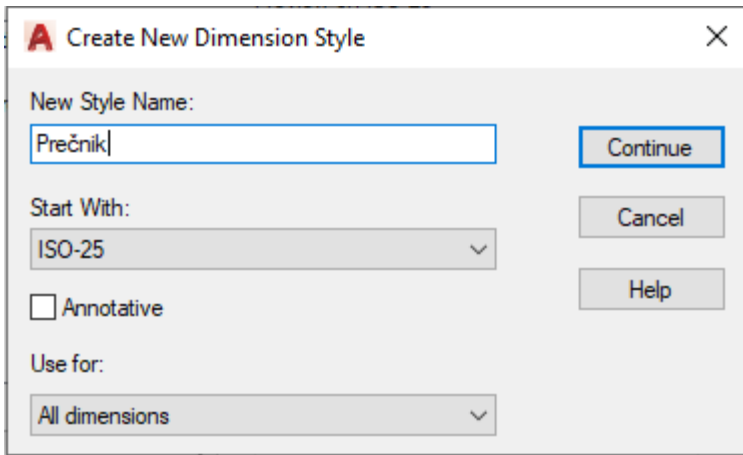 Create New Dimension Style
New Style Name:
Prečnik
Continue
Start With:
ISO-25
Cancel
Annotative
Help
Use for:
All dimensions